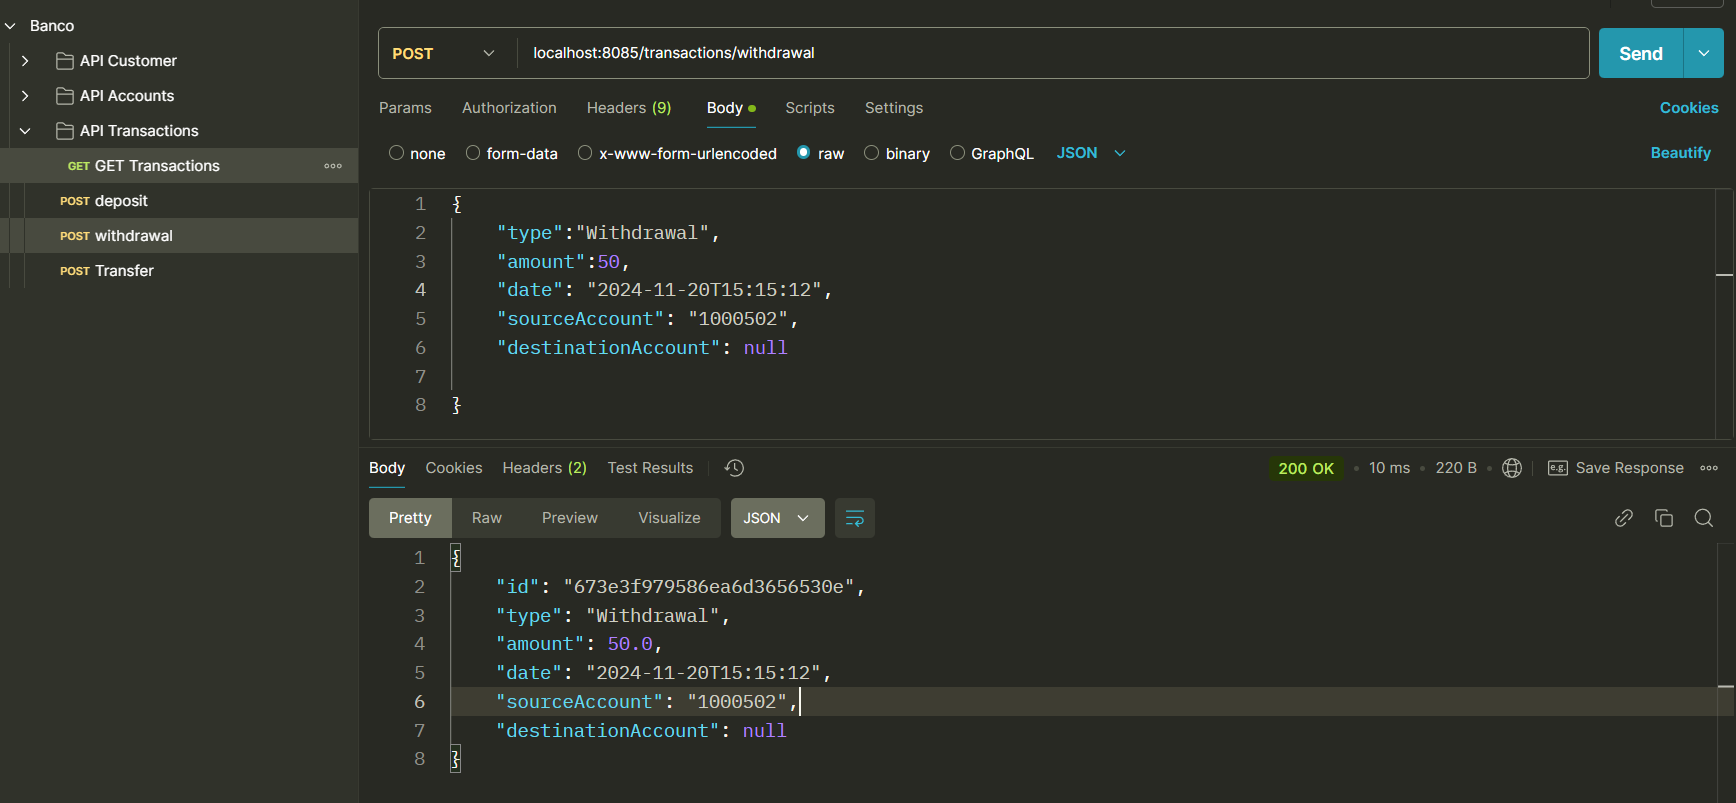 Banco
API Customer
API Accounts
API Transactions
GET GET Transactions
POST deposit
POST withdrawal
POST Transfer
POST localhost:8085/transactions/withdrawal Send
Params Authorization Headers (9) Body Scripts Settings Cookies
none form-data x-www-form-urlencoded raw binary GraphQL JSON Beautify
1 {
2 "type":"Withdrawal",
3 "amount":50,
4 "date": "2024-11-20T15:15:12",
5 "sourceAccount": "1000502",
6 "destinationAccount": null
7
8 }
Body Cookies Headers (2) Test Results 200 OK • 10 ms • 220 B • e.g. Save Response
Pretty Raw Preview Visualize JSON
1 {
2 "id": "673e3f979586ea6d3656530e",
3 "type": "Withdrawal",
4 "amount": 50.0,
5 "date": "2024-11-20T15:15:12",
6 "sourceAccount": "1000502",
7 "destinationAccount": null
8 }